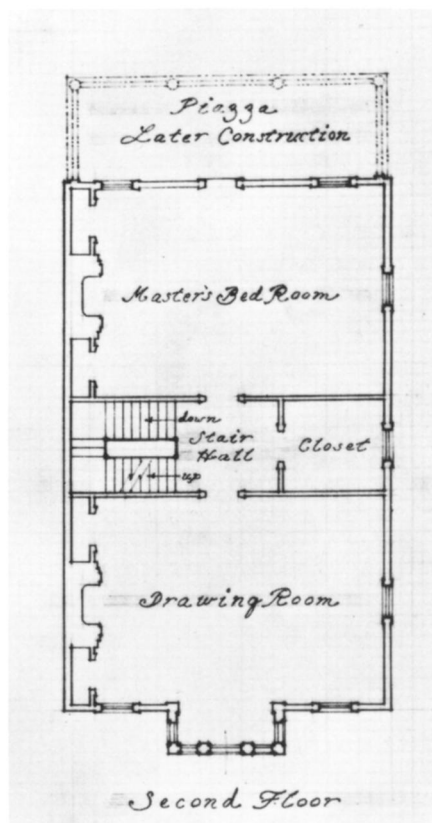 Piazza
Later Construction
Master's Bed Room
down
Stair
Hall
Closet
up
Drawing Room
Second Floor